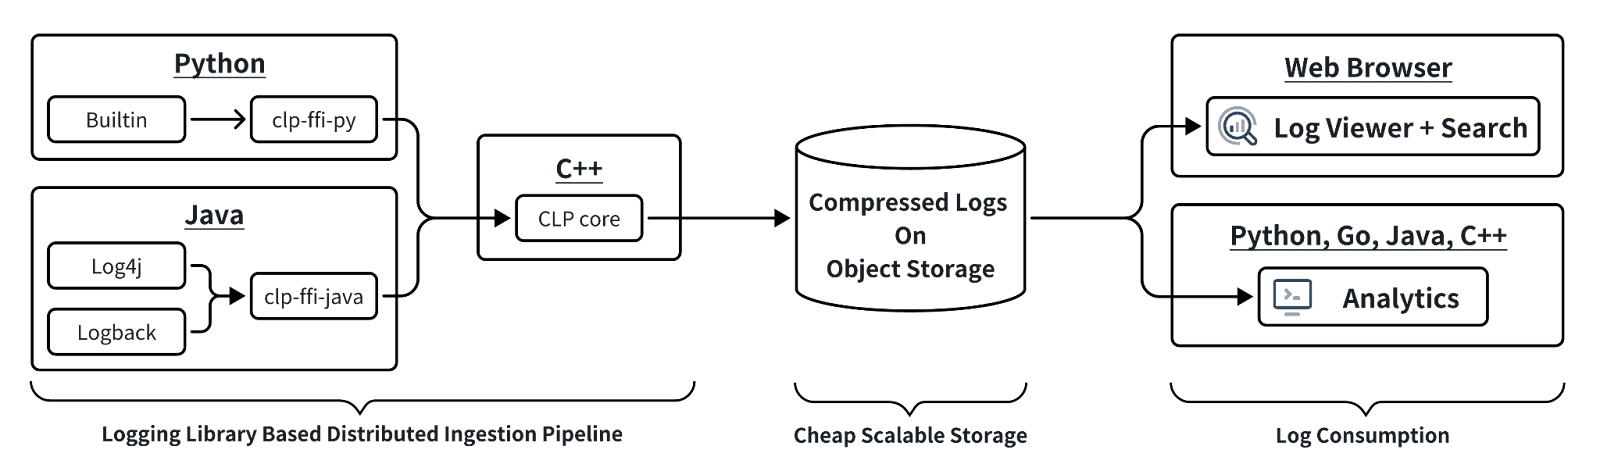 Python
Builtin
clp-ffi-py
Java
Log4j
Logback
clp-ffi-java
C++
CLP core
Compressed Logs
On
Object Storage
Web Browser
Log Viewer + Search
Python, Go, Java, C++
Analytics
Logging Library Based Distributed Ingestion Pipeline
Cheap Scalable Storage
Log Consumption